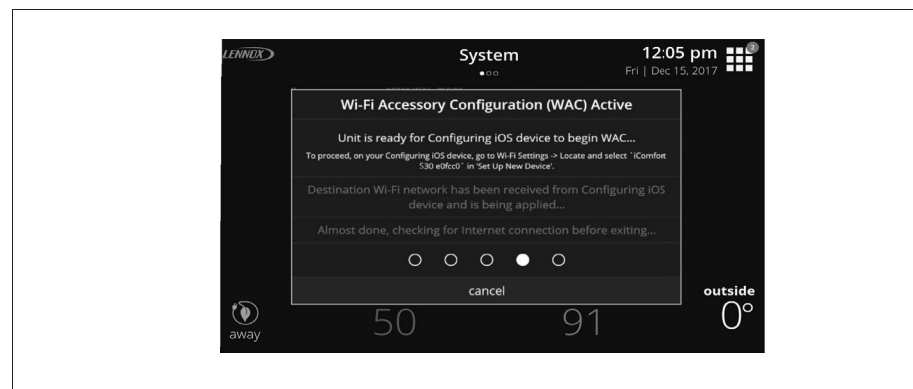 LENNOX
System
12:05 pm
2
Fri | Dec 15, 2017
Wi-Fi Accessory Configuration (WAC) Active
Unit is ready for Configuring iOS device to begin WAC...
To proceed, on your Configuring iOS device, go to Wi-Fi Settings -> Locate and select `iComfort
S30 e0fcc0` in 'Set Up New Device'.
Destination Wi-Fi network has been received from Configuring iOS
device and is being applied...
Almost done, checking for Internet connection before exiting...
cancel
outside
0°
away
50
91